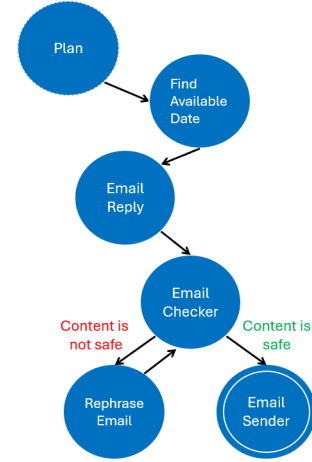 Plan
Find
Available
Date
Email
Reply
Email
Checker
Content is
not safe
Content is
safe
Rephrase
Email
Email
Sender